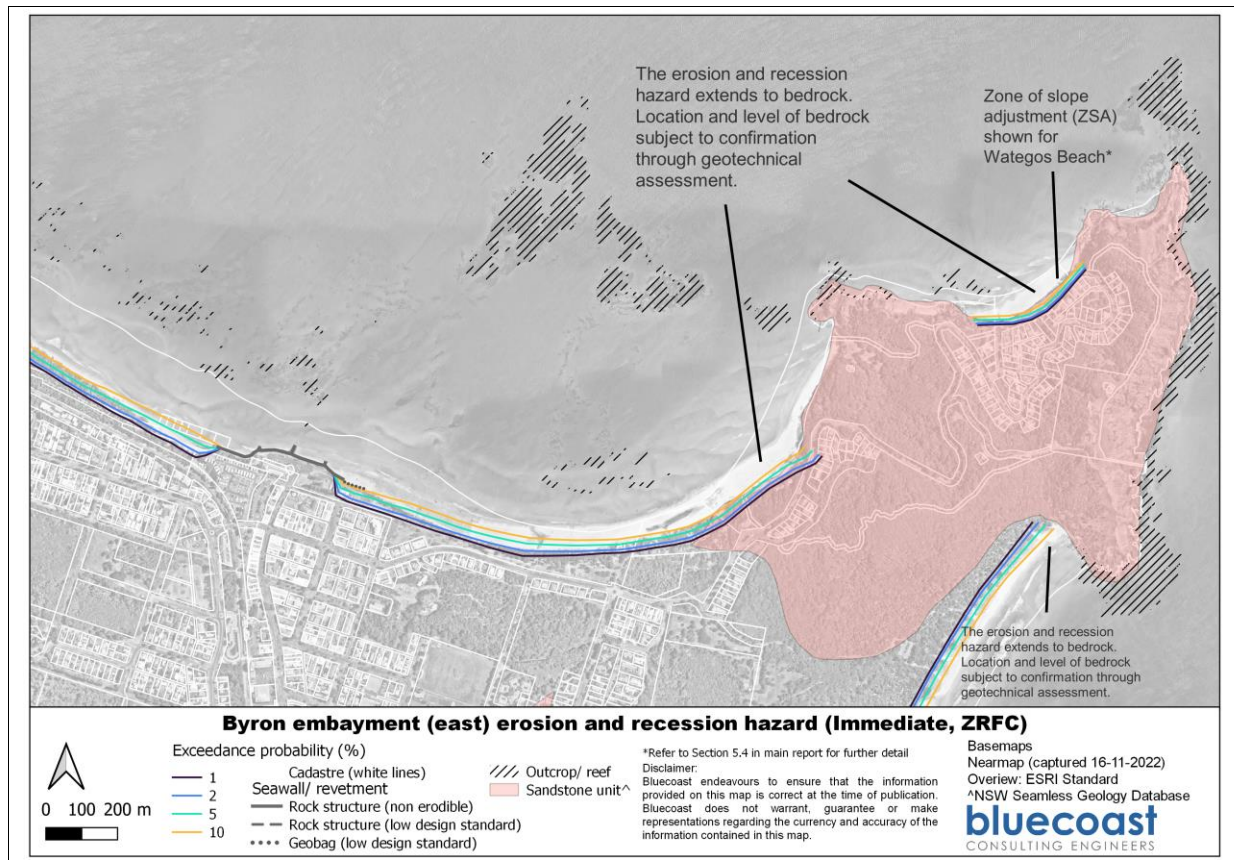 The erosion and recession
hazard extends to bedrock.
Location and level of bedrock
subject to confirmation
through geotechnical
assessment.
Zone of slope
adjustment (ZSA)
shown for
Wategos Beach*
The erosion and recession
hazard extends to bedrock.
Location and level of bedrock
subject to confirmation through
geotechnical assessment.
Byron embayment (east) erosion and recession hazard (Immediate, ZRFC)
0 100 200 m
Exceedance probability (%)
1
2
5
10
Cadastre (white lines)
Seawall/ revetment
Rock structure (non erodible)
Rock structure (low design standard)
Geobag (low design standard)
Outcrop/ reef
Sandstone unit^
*Refer to Section 5.4 in main report for further detail
Disclaimer:
Bluecoast endeavours to ensure that the information
provided on this map is correct at the time of publication.
Bluecoast does not warrant, guarantee or make
representations regarding the currency and accuracy of the
information contained in this map.
Basemaps
Nearmap (captured 16-11-2022)
Overiew: ESRI Standard
^NSW Seamless Geology Database
bluecoast
CONSULTING ENGINEERS